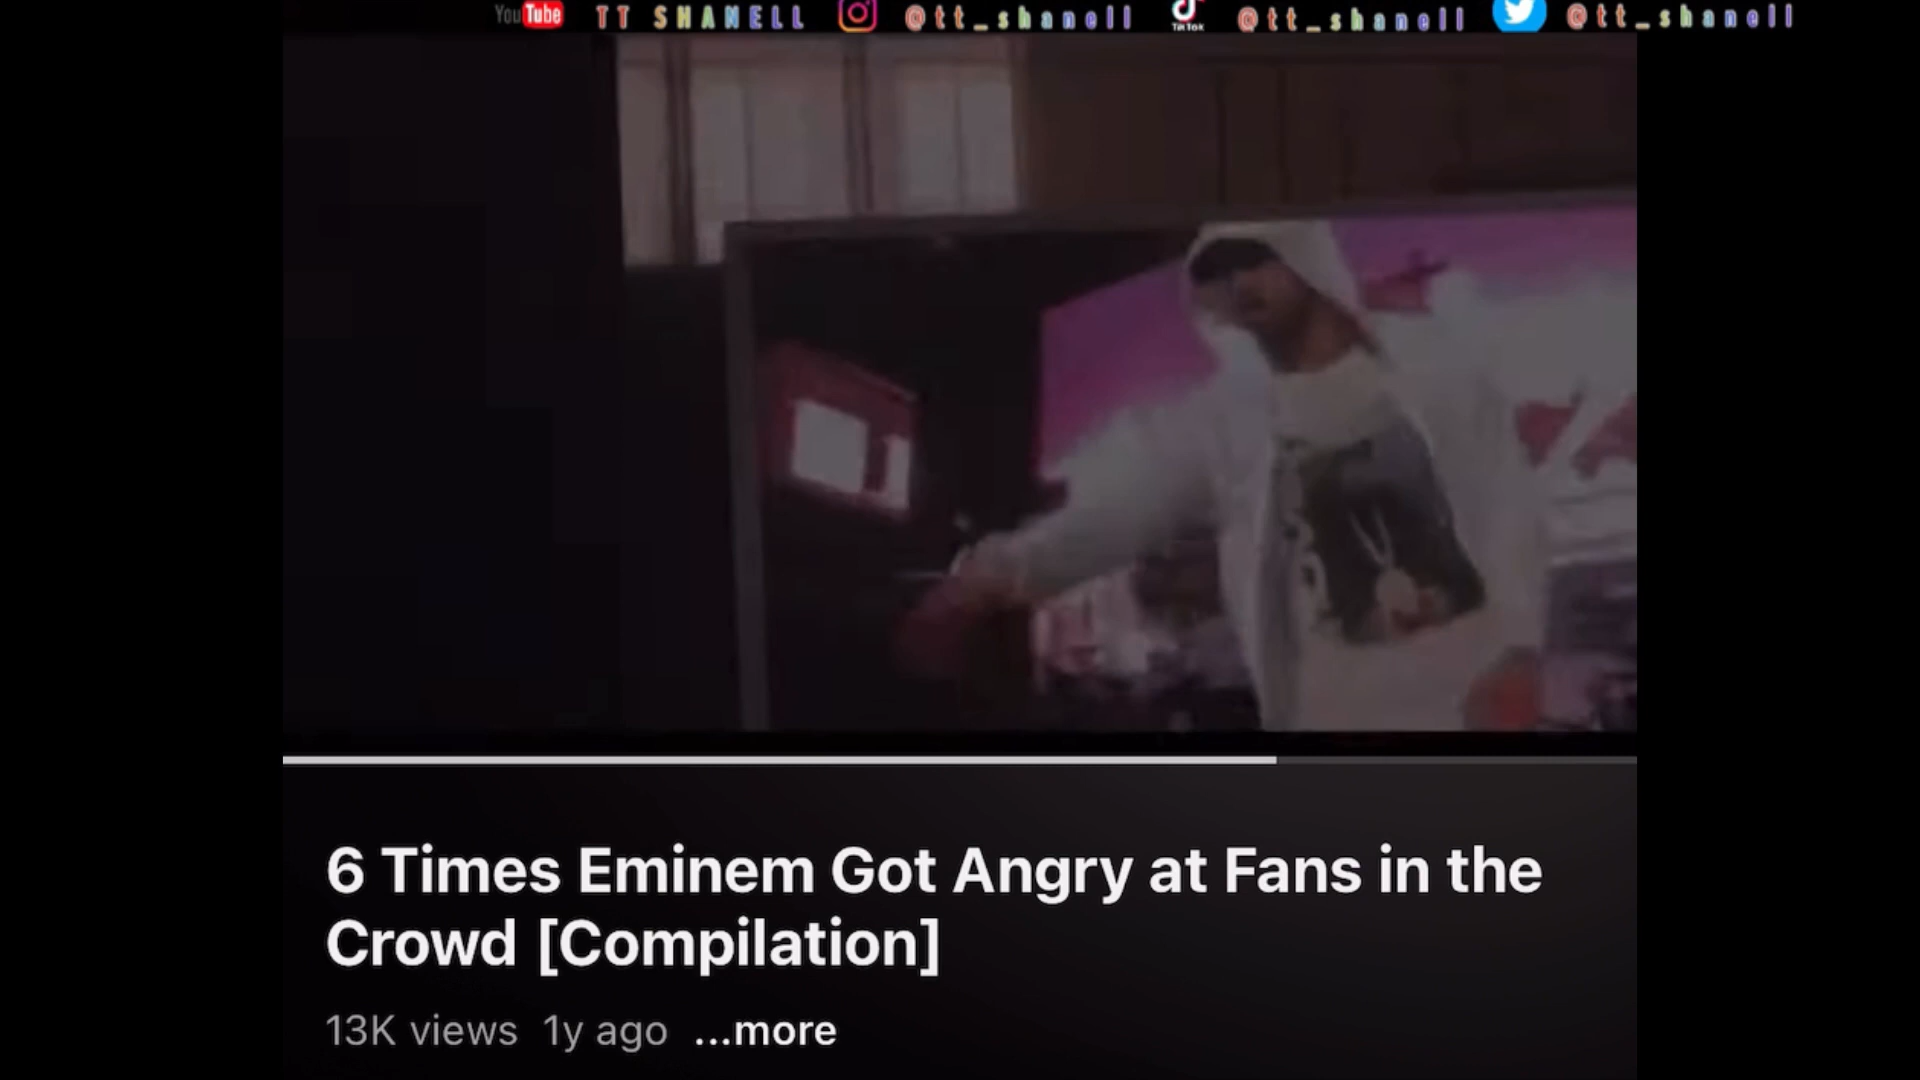 YouTube TT SHANELL @tt_shanell TikTok @tt_shanell @tt_shanell
6 Times Eminem Got Angry at Fans in the
Crowd [Compilation]
13K views 1y ago ...more